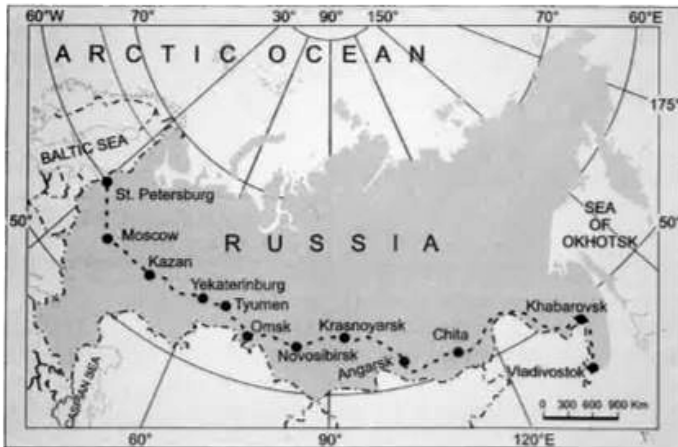 60°W 70° 30° 90° 150° 70° 60°E
ARCTIC OCEAN
175°
BALTIC SEA
St. Petersburg
50°
Moscow
RUSSIA
SEA
OF
OKHOTSK
50°
Kazan
Yekaterinburg
Tyumen
Omsk
Krasnoyarsk
Khabarovsk
Chita
Novosibirsk
Angarsk
Vladivostok
CASPIAN SEA
0 300 600 900 Km
60° 90° 120°E